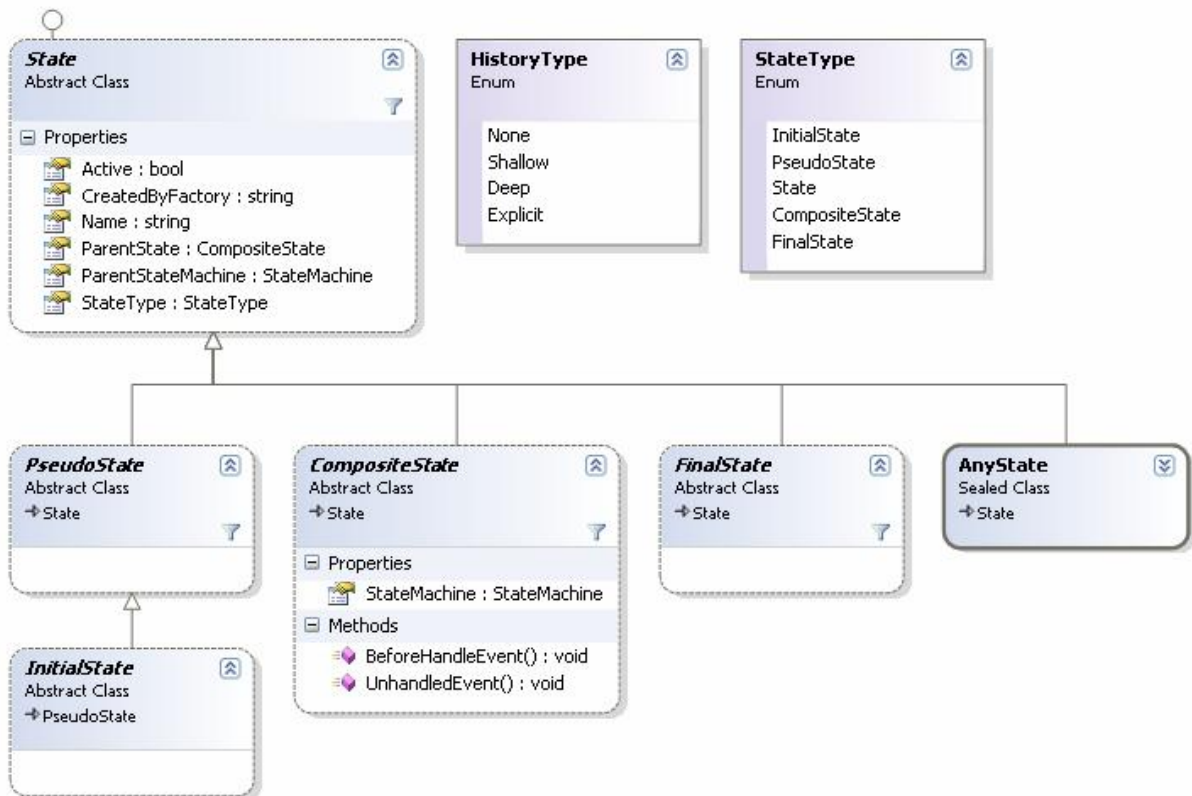 State
Abstract Class
Properties
Active : bool
CreatedByFactory : string
Name : string
ParentState : CompositeState
ParentStateMachine : StateMachine
StateType : StateType
HistoryType
Enum
None
Shallow
Deep
Explicit
StateType
Enum
InitialState
PseudoState
State
CompositeState
FinalState
PseudoState
Abstract Class
State
CompositeState
Abstract Class
State
Properties
StateMachine : StateMachine
Methods
BeforeHandleEvent() : void
UnhandledEvent() : void
FinalState
Abstract Class
State
AnyState
Sealed Class
State
InitialState
Abstract Class
PseudoState